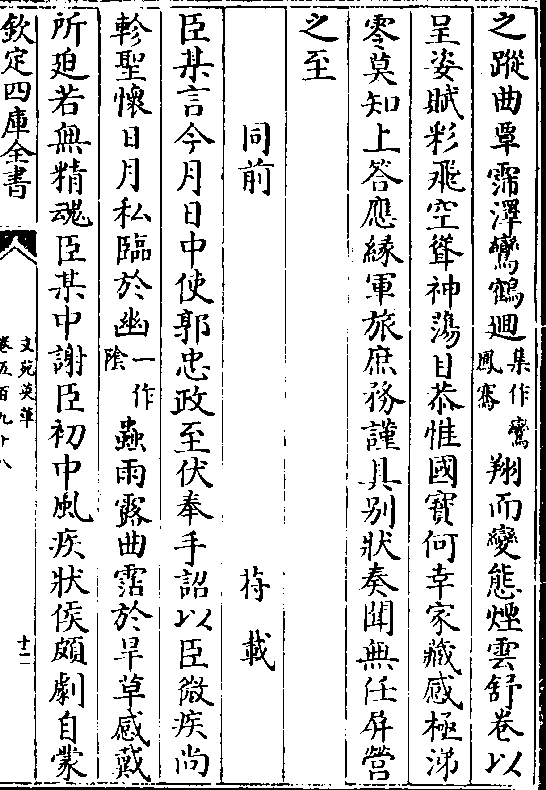 之蹤曲覃霈澤鸞鶴迴集作鸞鳳騫翔而變態煙雲舒卷以
呈姿賦彩飛空聳神蕩目恭惟國寶何幸家藏感極涕
零莫知上答應緣軍旅庶務謹具別狀奏聞無任屏營
之至
同前 苻載
臣某言今月日中使郭忠政至伏奉手詔以臣微疾尚
軫聖懷日月私臨於幽一作陰蟲雨露曲霑於旱草感戴
所迫若無精魂臣某中謝臣初中風疾狀候頗劇自蒙
欽定四庫全書
文苑英華
卷五百九十八
十二